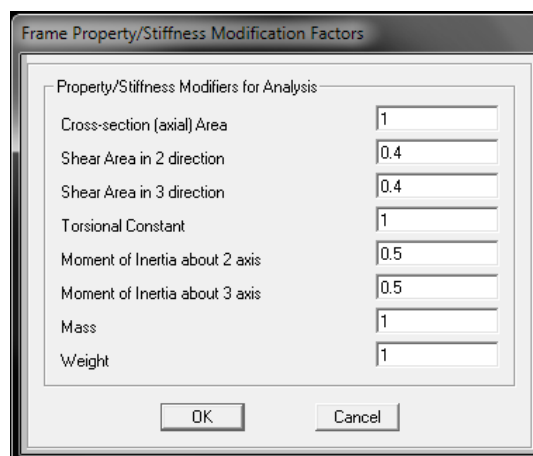 Frame Property/Stiffness Modification Factors
Property/Stiffness Modifiers for Analysis
Cross-section (axial) Area 1
Shear Area in 2 direction 0.4
Shear Area in 3 direction 0.4
Torsional Constant 1
Moment of Inertia about 2 axis 0.5
Moment of Inertia about 3 axis 0.5
Mass 1
Weight 1
OK Cancel